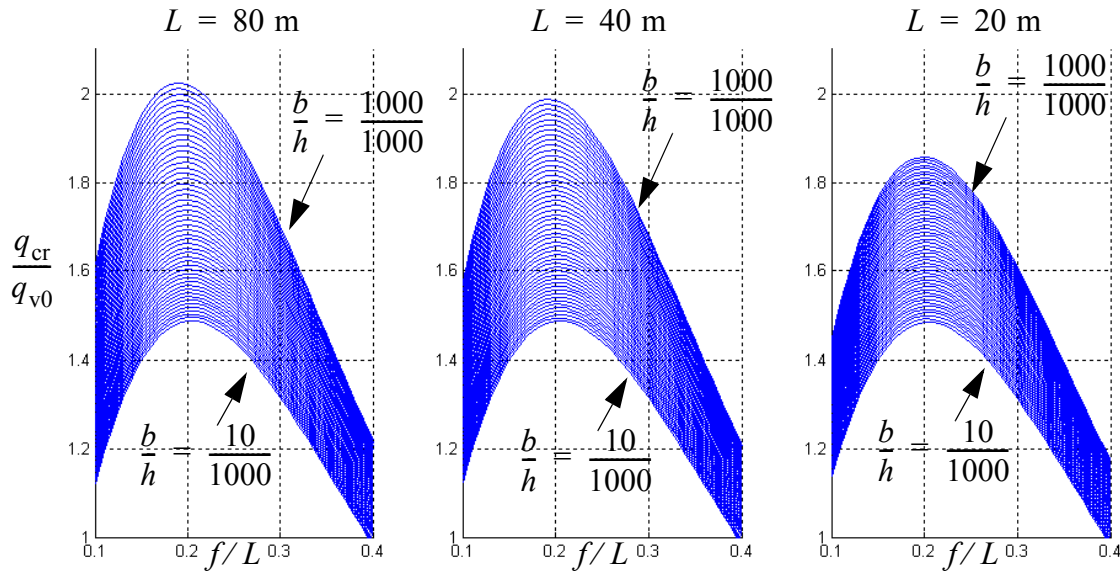 L = 80 m
L = 40 m
L = 20 m
q_cr / q_v0
2
1.8
1.6
1.4
1.2
1
0.1 0.2 0.3 0.4
f/L
b/h = 1000/1000
b/h = 10/1000
2
1.8
1.6
1.4
1.2
1
0.1 0.2 0.3 0.4
f/L
b/h = 1000/1000
b/h = 10/1000
2
1.8
1.6
1.4
1.2
1
0.1 0.2 0.3 0.4
f/L
b/h = 1000/1000
b/h = 10/1000